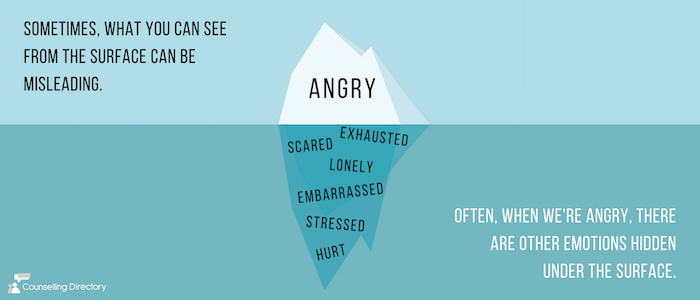 SOMETIMES, WHAT YOU CAN SEE
FROM THE SURFACE CAN BE
MISLEADING.
ANGRY
SCARED
EXHAUSTED
LONELY
EMBARRASSED
STRESSED
HURT
OFTEN, WHEN WE'RE ANGRY, THERE
ARE OTHER EMOTIONS HIDDEN
UNDER THE SURFACE.
Counselling Directory